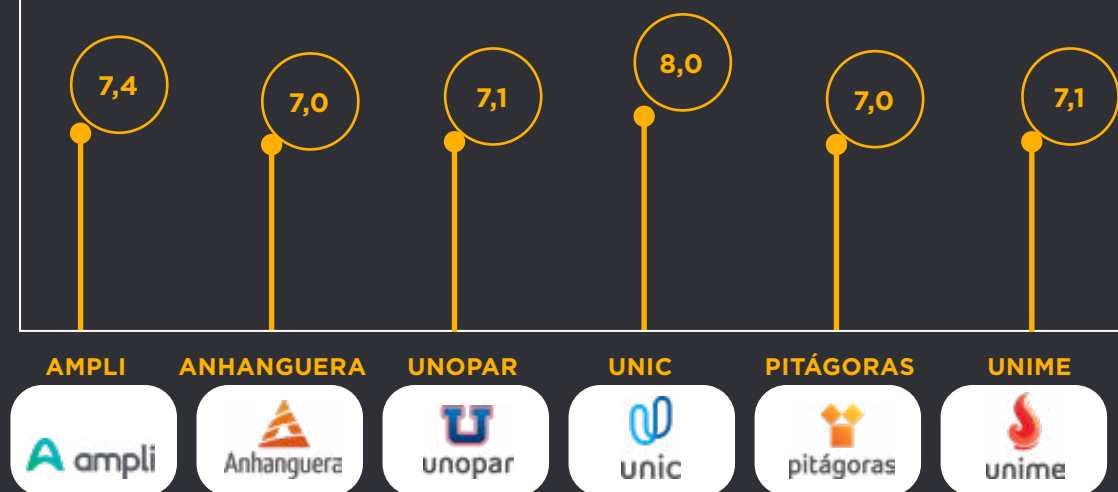 7,4
7,0
7,1
8,0
7,0
7,1
AMPLI
ANHANGUERA
UNOPAR
UNIC
PITÁGORAS
UNIME
ampli
Anhanguera
unopar
unic
pitágoras
unime